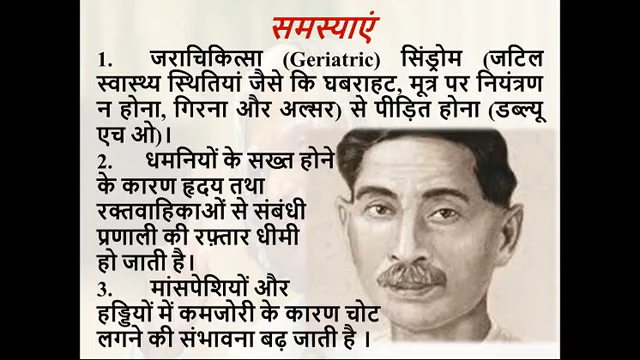 समस्याएं
1. जराचिकित्सा (Geriatric) सिंड्रोम (जटिल
स्वास्थ्य स्थितियां जैसे कि घबराहट, मूत्र पर नियंत्रण
न होना, गिरना और अल्सर) से पीड़ित होना (डब्ल्यू
एच ओ)।
2. धमनियों के सख्त होने
के कारण हृदय तथा
रक्तवाहिकाओं से संबंधी
प्रणाली की रफ़्तार धीमी
हो जाती है।
3. मांसपेशियों और
हड्डियों में कमजोरी के कारण चोट
लगने की संभावना बढ़ जाती है ।